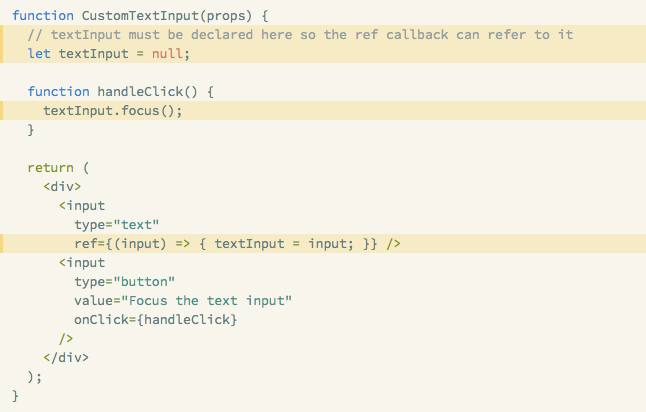 function CustomTextInput(props) {
  // textInput must be declared here so the ref callback can refer to it
  let textInput = null;

  function handleClick() {
    textInput.focus();
  }

  return (
    <div>
      <input
        type="text"
        ref={(input) => { textInput = input; }} />
      <input
        type="button"
        value="Focus the text input"
        onClick={handleClick}
      />
    </div>
  );
}